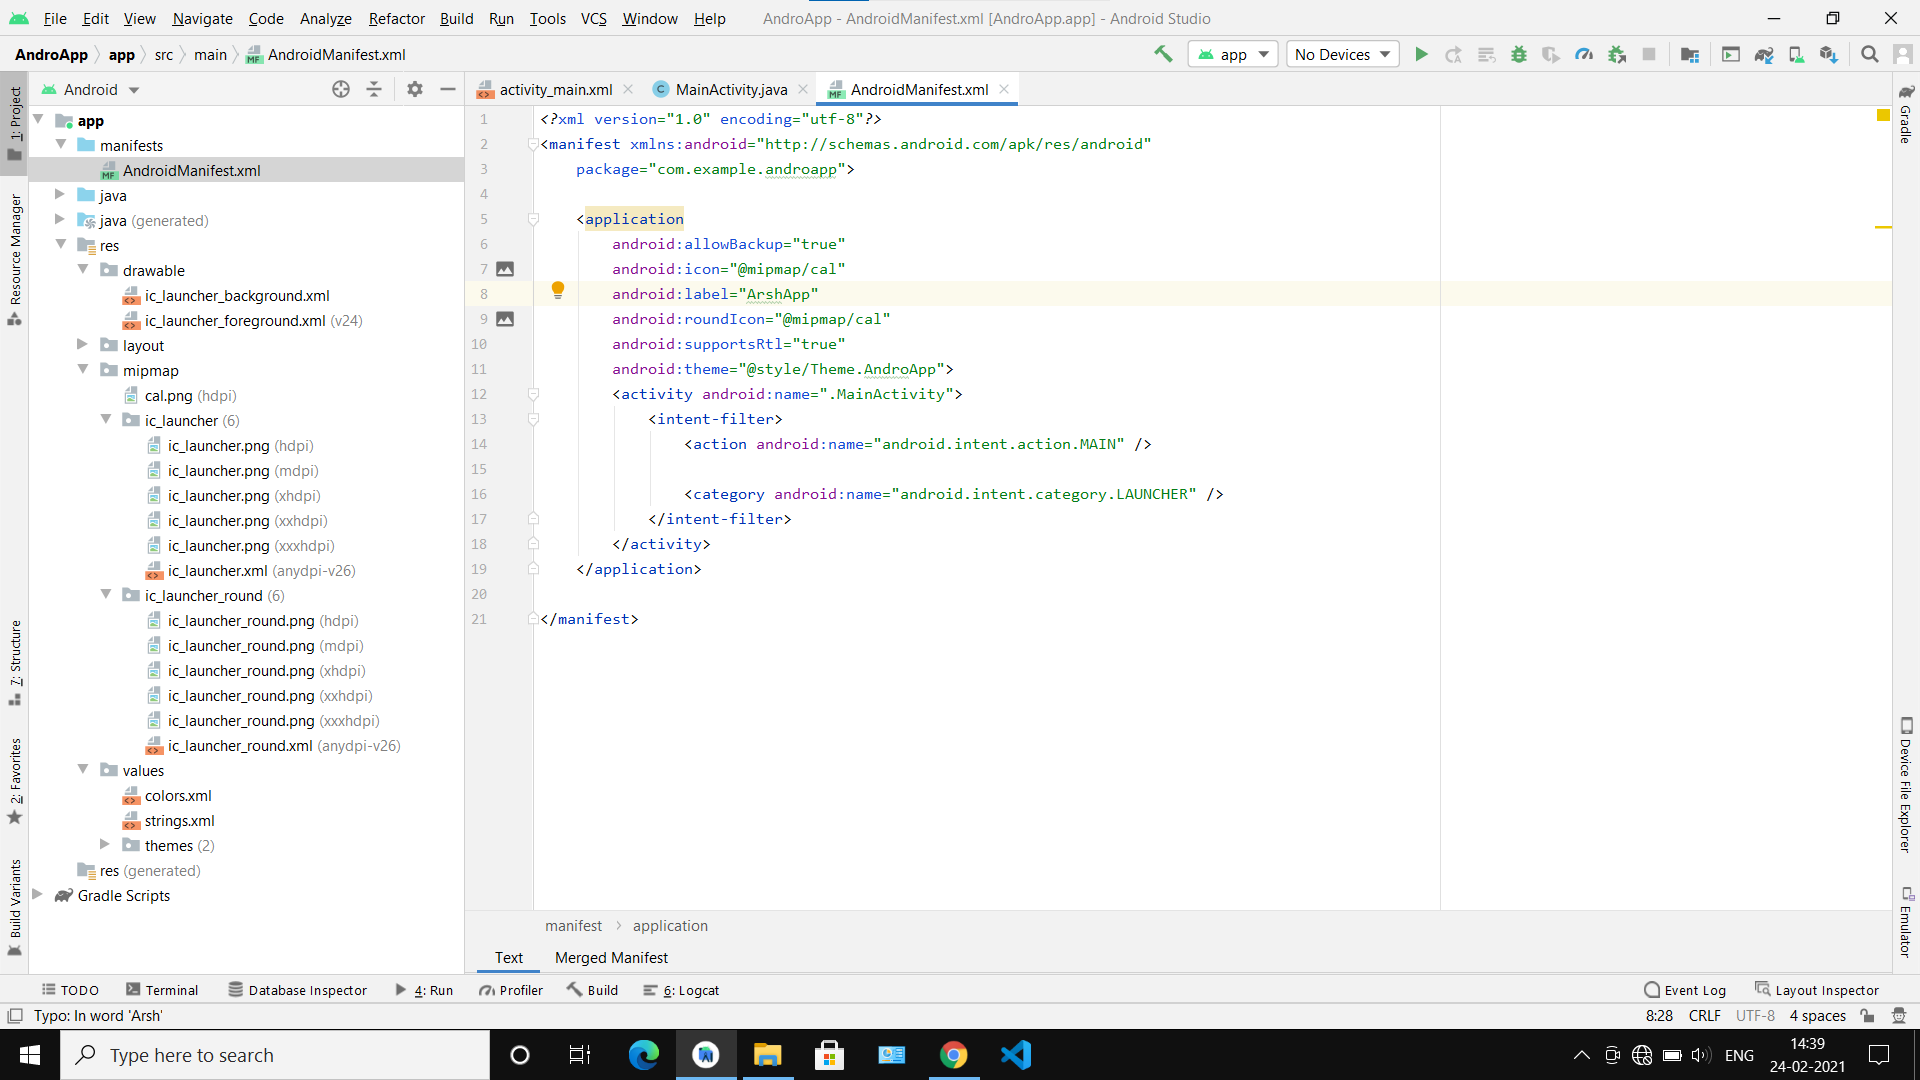 File Edit View Navigate Code Analyze Refactor Build Run Tools VCS Window Help AndroApp - AndroidManifest.xml [AndroApp.app] - Android Studio
AndroApp app src main AndroidManifest.xml app No Devices
Android activity_main.xml MainActivity.java AndroidManifest.xml
1: Project
Resource Manager
7: Structure
2: Favorites
Build Variants
app
manifests
AndroidManifest.xml
java
java (generated)
res
drawable
ic_launcher_background.xml
ic_launcher_foreground.xml (v24)
layout
mipmap
cal.png (hdpi)
ic_launcher (6)
ic_launcher.png (hdpi)
ic_launcher.png (mdpi)
ic_launcher.png (xhdpi)
ic_launcher.png (xxhdpi)
ic_launcher.png (xxxhdpi)
ic_launcher.xml (anydpi-v26)
ic_launcher_round (6)
ic_launcher_round.png (hdpi)
ic_launcher_round.png (mdpi)
ic_launcher_round.png (xhdpi)
ic_launcher_round.png (xxhdpi)
ic_launcher_round.png (xxxhdpi)
ic_launcher_round.xml (anydpi-v26)
values
colors.xml
strings.xml
themes (2)
res (generated)
Gradle Scripts
1 <?xml version="1.0" encoding="utf-8"?>
2 <manifest xmlns:android="http://schemas.android.com/apk/res/android"
3 package="com.example.androapp">
4
5 <application
6 android:allowBackup="true"
7 android:icon="@mipmap/cal"
8 android:label="ArshApp"
9 android:roundIcon="@mipmap/cal"
10 android:supportsRtl="true"
11 android:theme="@style/Theme.AndroApp">
12 <activity android:name=".MainActivity">
13 <intent-filter>
14 <action android:name="android.intent.action.MAIN" />
15
16 <category android:name="android.intent.category.LAUNCHER" />
17 </intent-filter>
18 </activity>
19 </application>
20
21 </manifest>
manifest application
Text Merged Manifest
Gradle
Device File Explorer
Emulator
TODO Terminal Database Inspector 4: Run Profiler Build 6: Logcat Event Log Layout Inspector
Typo: In word 'Arsh' 8:28 CRLF UTF-8 4 spaces
Type here to search ENG 14:39
24-02-2021